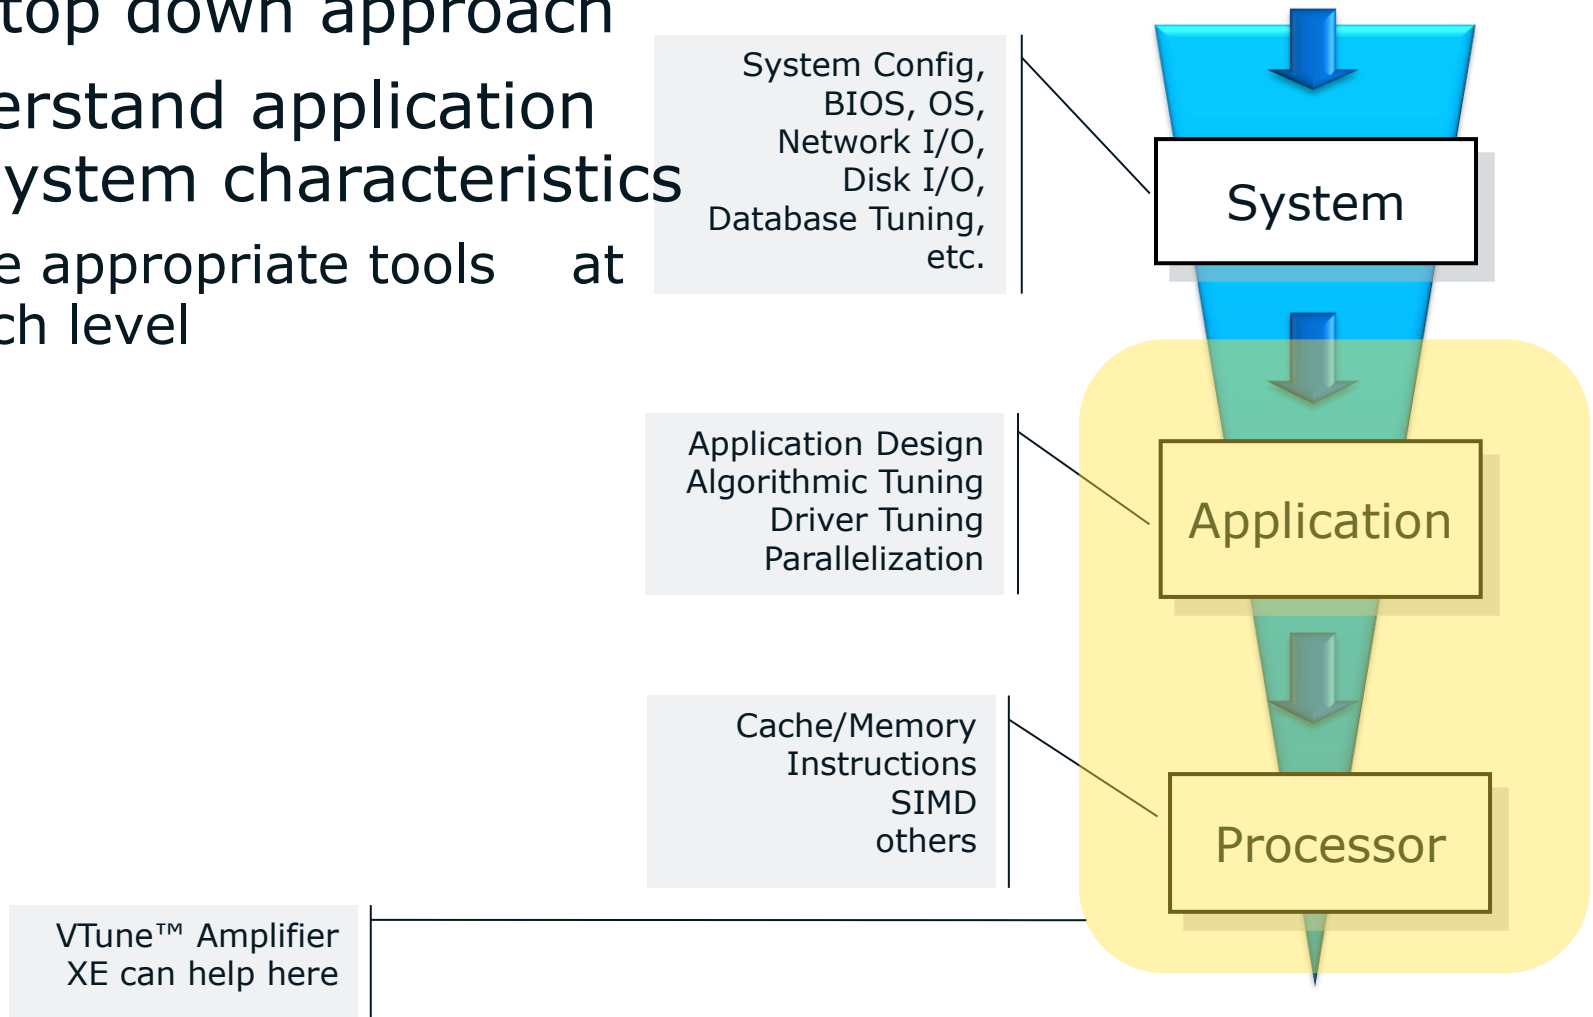 top down approach
erstand application
ystem characteristics
e appropriate tools at
ch level
System Config,
BIOS, OS,
Network I/O,
Disk I/O,
Database Tuning,
etc.
System
Application Design
Algorithmic Tuning
Driver Tuning
Parallelization
Application
Cache/Memory
Instructions
SIMD
others
Processor
VTune™ Amplifier
XE can help here